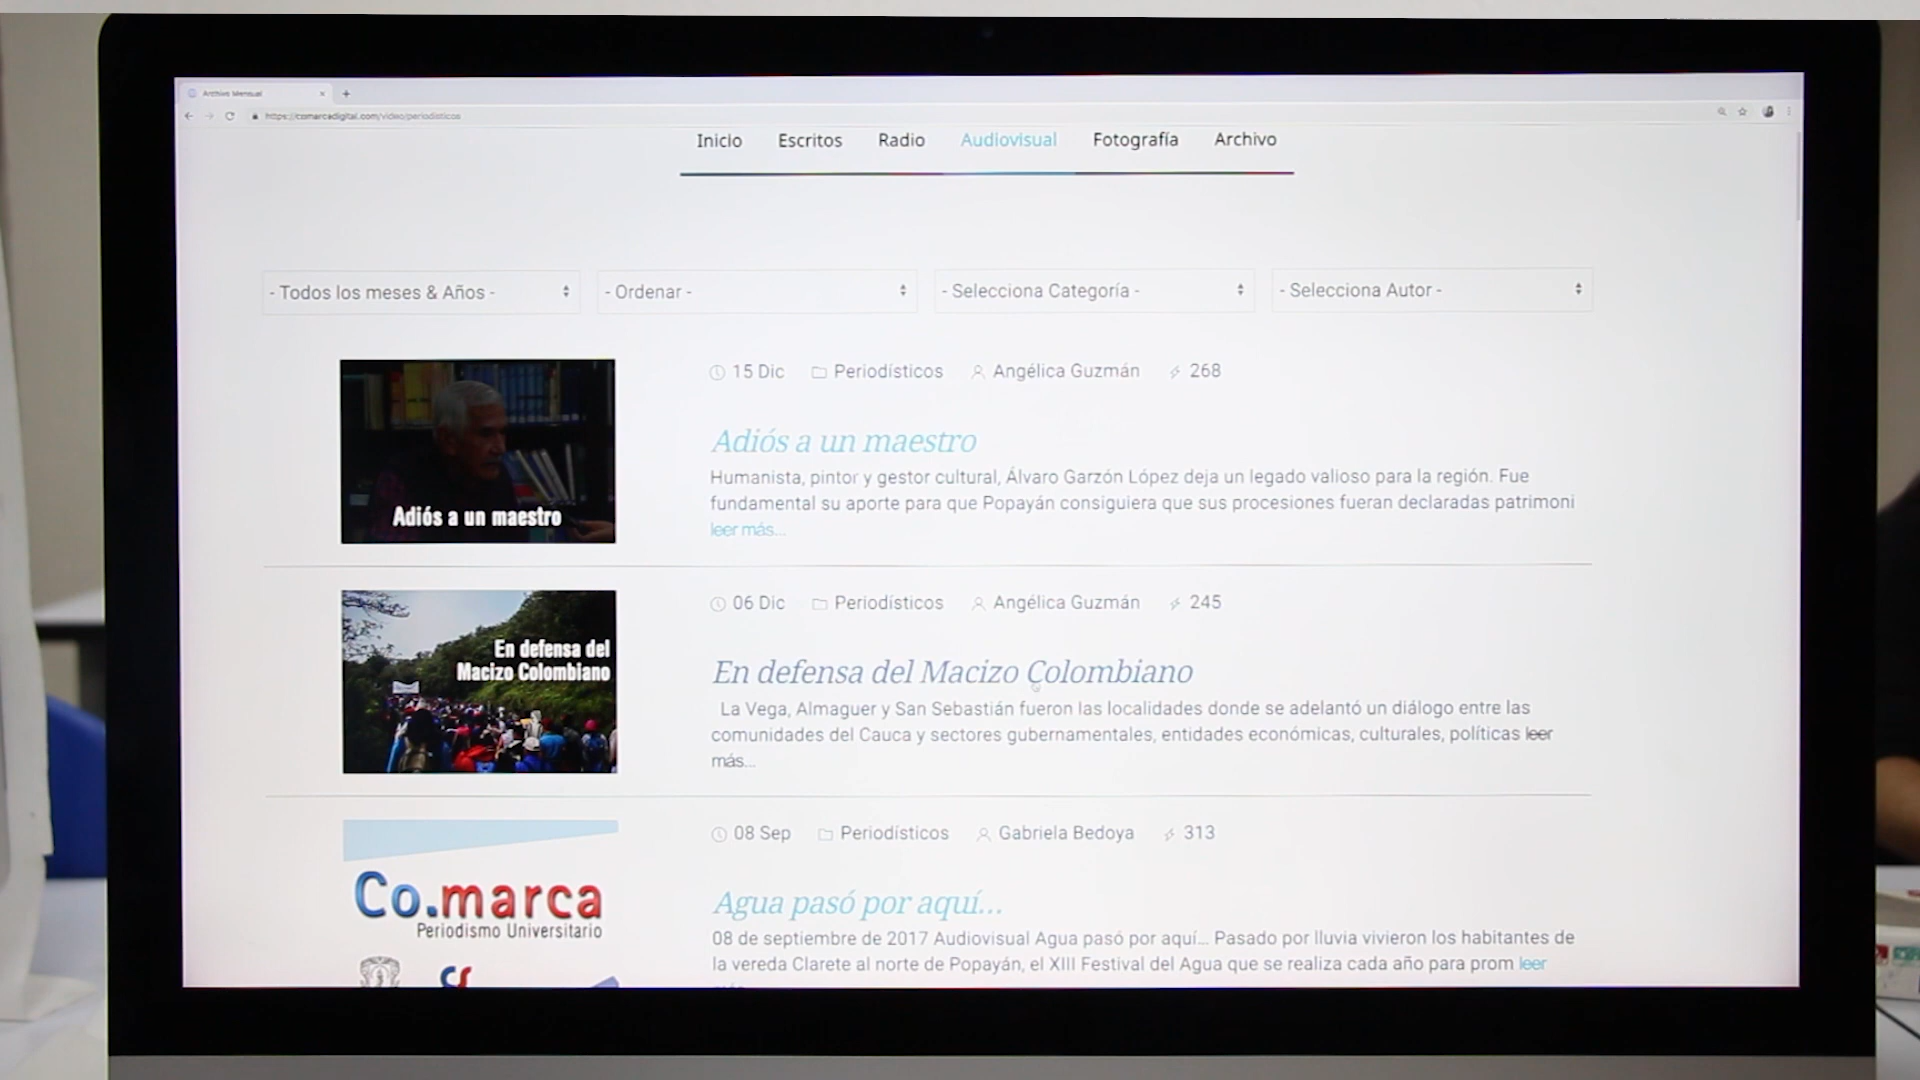 Archivo Mensual
https://comarcadigital.com/video/periodisticos
Inicio Escritos Radio Audiovisual Fotografía Archivo
- Todos los meses & Años - - Ordenar - - Selecciona Categoría - - Selecciona Autor -
15 Dic Periodísticos Angélica Guzmán 268
Adiós a un maestro
Adiós a un maestro
Humanista, pintor y gestor cultural, Álvaro Garzón López deja un legado valioso para la región. Fue
fundamental su aporte para que Popayán consiguiera que sus procesiones fueran declaradas patrimoni
leer más...
06 Dic Periodísticos Angélica Guzmán 245
En defensa del
Macizo Colombiano
En defensa del Macizo Colombiano
La Vega, Almaguer y San Sebastián fueron las localidades donde se adelantó un diálogo entre las
comunidades del Cauca y sectores gubernamentales, entidades económicas, culturales, políticas leer
más...
08 Sep Periodísticos Gabriela Bedoya 313
Co.marca
Periodismo Universitario
Agua pasó por aquí...
08 de septiembre de 2017 Audiovisual Agua pasó por aquí... Pasado por lluvia vivieron los habitantes de
la vereda Clarete al norte de Popayán, el XIII Festival del Agua que se realiza cada año para prom leer